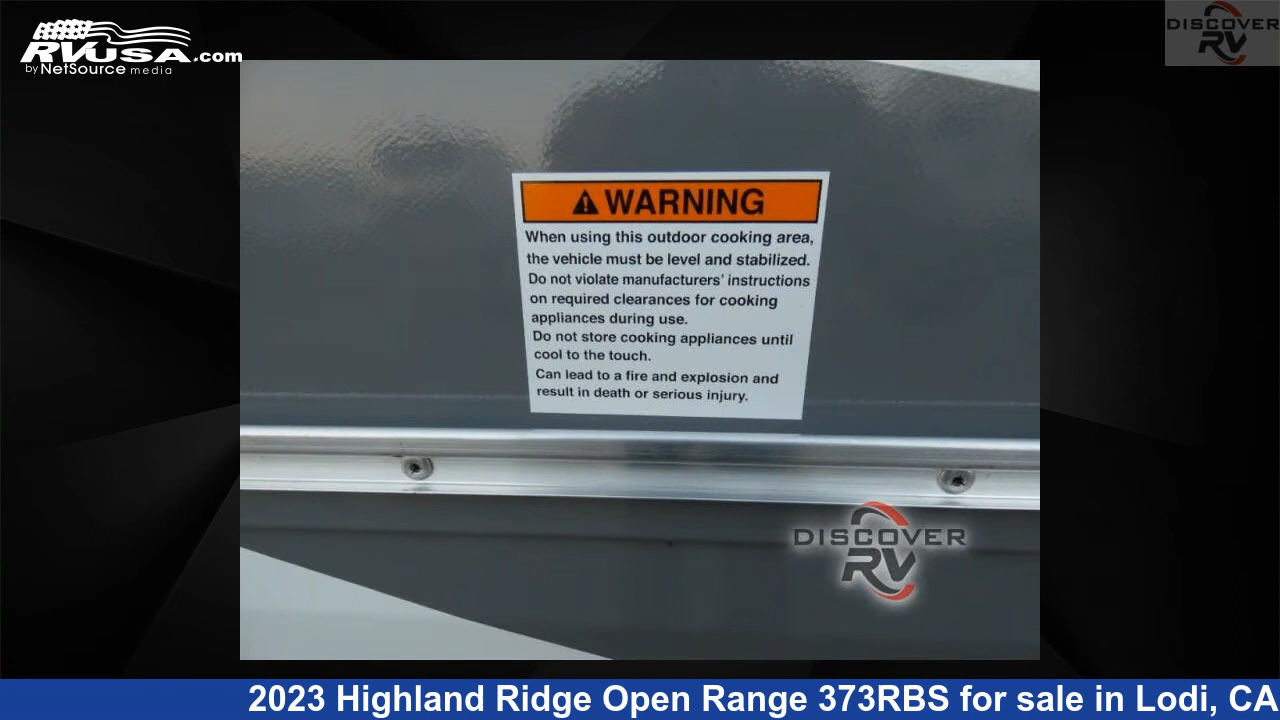 RVUSA.com
by NetSource media
DISCOVER
RV
WARNING
When using this outdoor cooking area,
the vehicle must be level and stabilized.
Do not violate manufacturers' instructions
on required clearances for cooking
appliances during use.
Do not store cooking appliances until
cool to the touch.
Can lead to a fire and explosion and
result in death or serious injury.
DISCOVER
RV
2023 Highland Ridge Open Range 373RBS for sale in Lodi, CA